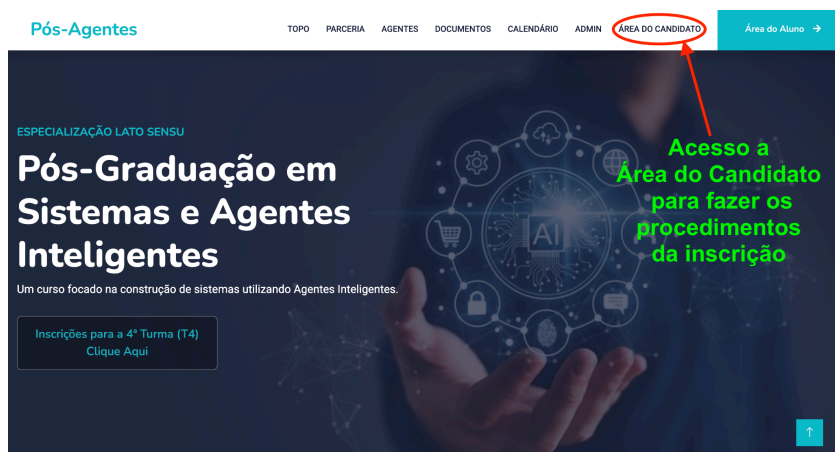 Pós-Agentes
TOPO PARCERIA AGENTES DOCUMENTOS CALENDÁRIO ADMIN ÁREA DO CANDIDATO Área do Aluno →
ESPECIALIZAÇÃO LATO SENSU
Pós-Graduação em
Sistemas e Agentes
Inteligentes
Um curso focado na construção de sistemas utilizando Agentes Inteligentes.
Inscrições para a 4ª Turma (T4)
Clique Aqui
AI
Acesso a
Área do Candidato
para fazer os
procedimentos
da inscrição